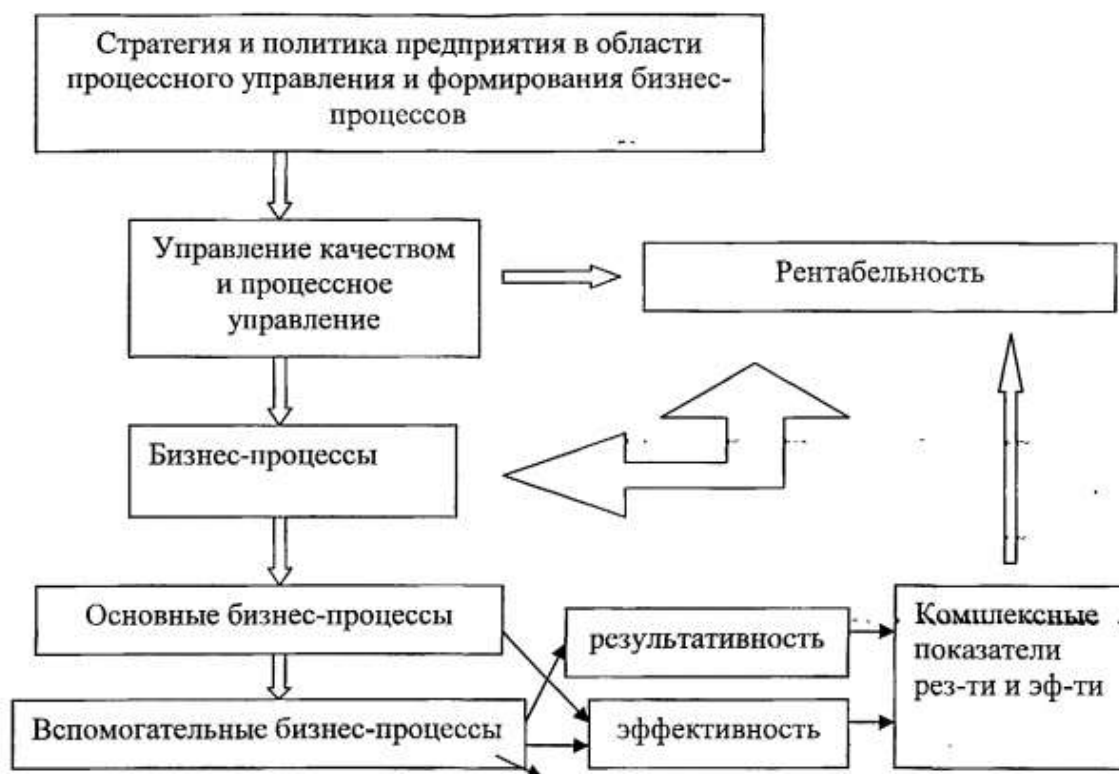 Стратегия и политика предприятия в области
процессного управления и формирования бизнес-
процессов
Управление качеством
и процессное
управление
Рентабельность
Бизнес-процессы
Основные бизнес-процессы
результативность
Комплексные
показатели
рез-ти и эф-ти
Вспомогательные бизнес-процессы
эффективность